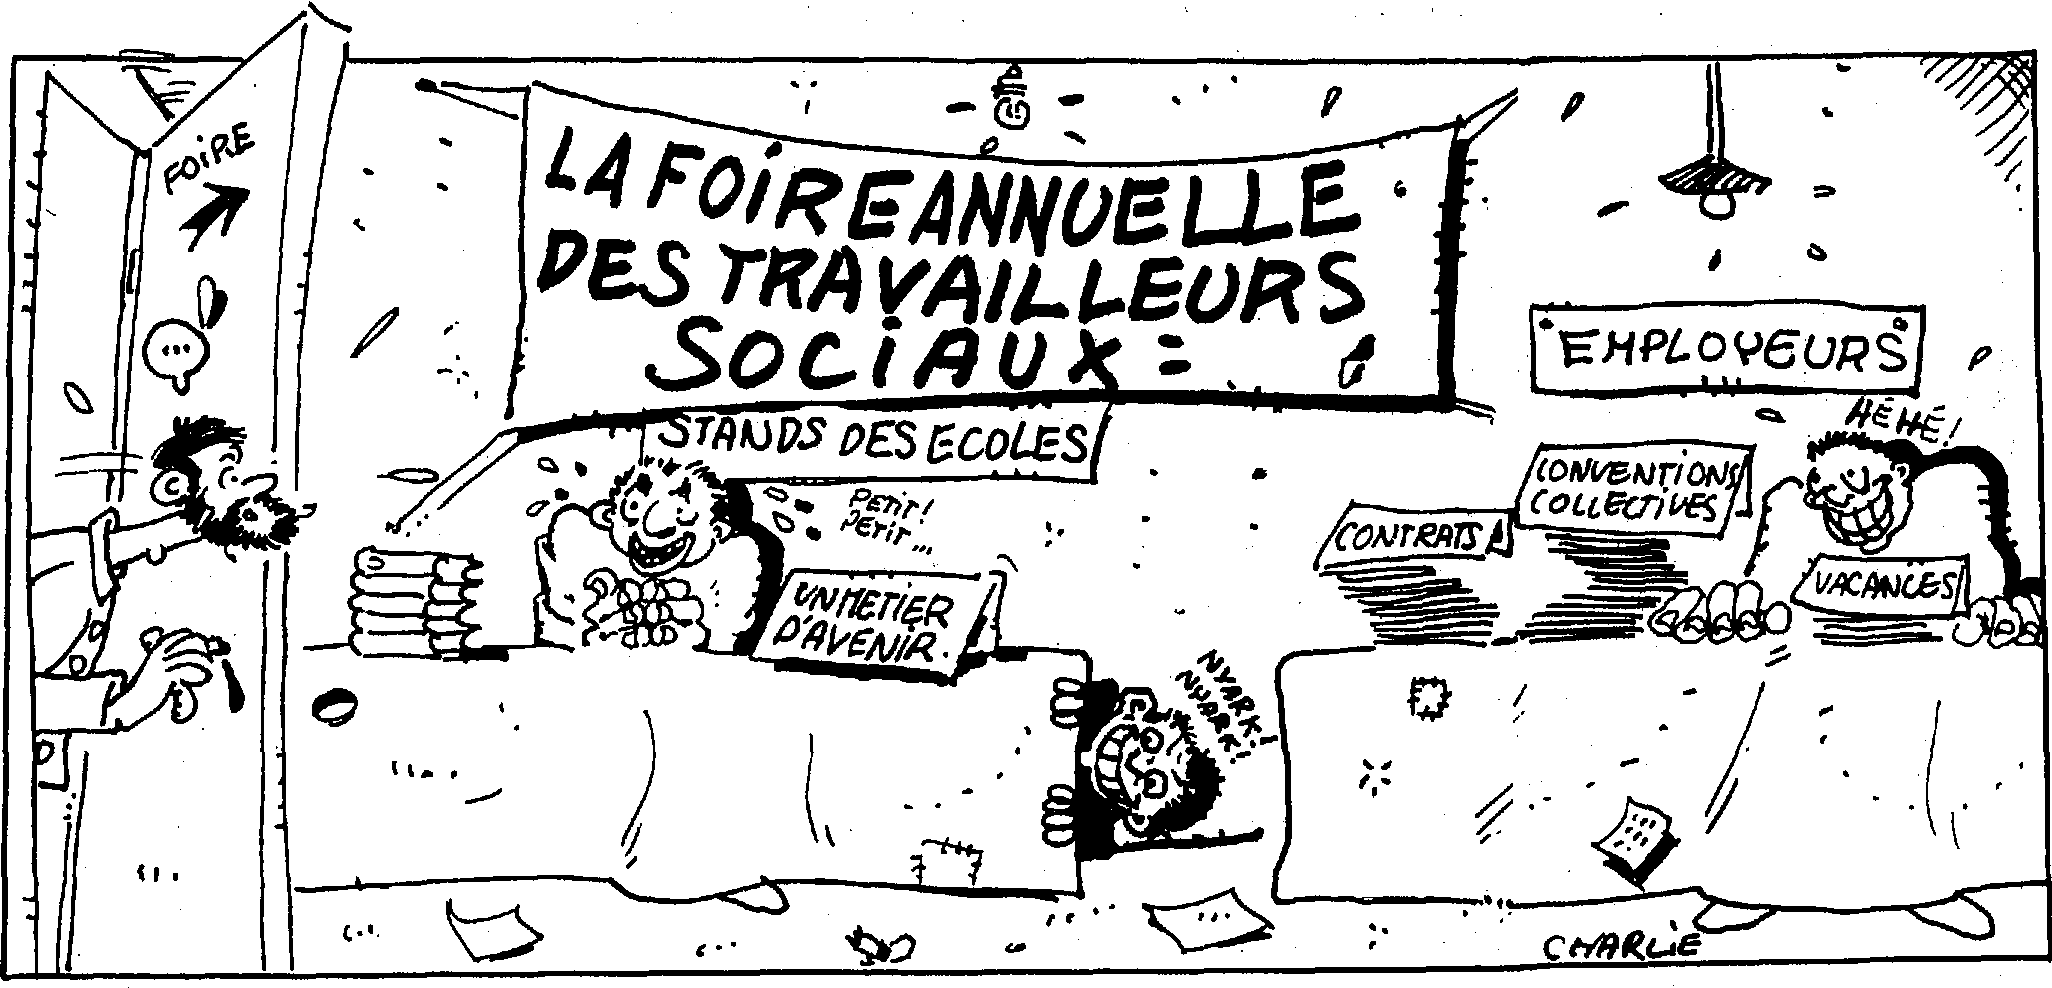 FOIRE
LA FOIRE ANNUELLE
DES TRAVAILLEURS
SOCIAUX =
STANDS DES ECOLES
PETIT!
PETIT...
UN METIER
D'AVENIR.
EMPLOYEURS
HÉHÉ!
CONVENTIONS
COLLECTIVES
CONTRATS
VACANCES
NYARK!
NYARK!
CHARLIE